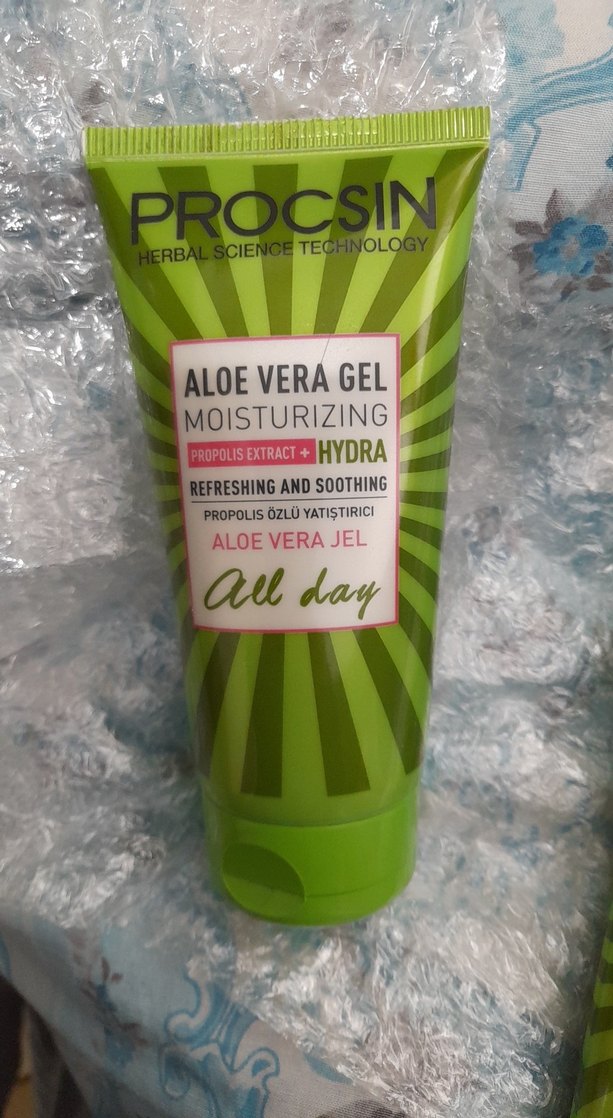 PROCSIN
HERBAL SCIENCE TECHNOLOGY
ALOE VERA GEL
MOISTURIZING
PROPOLIS EXTRACT + HYDRA
REFRESHING AND SOOTHING
PROPOLIS ÖZLÜ YATIŞTIRICI
ALOE VERA JEL
All day